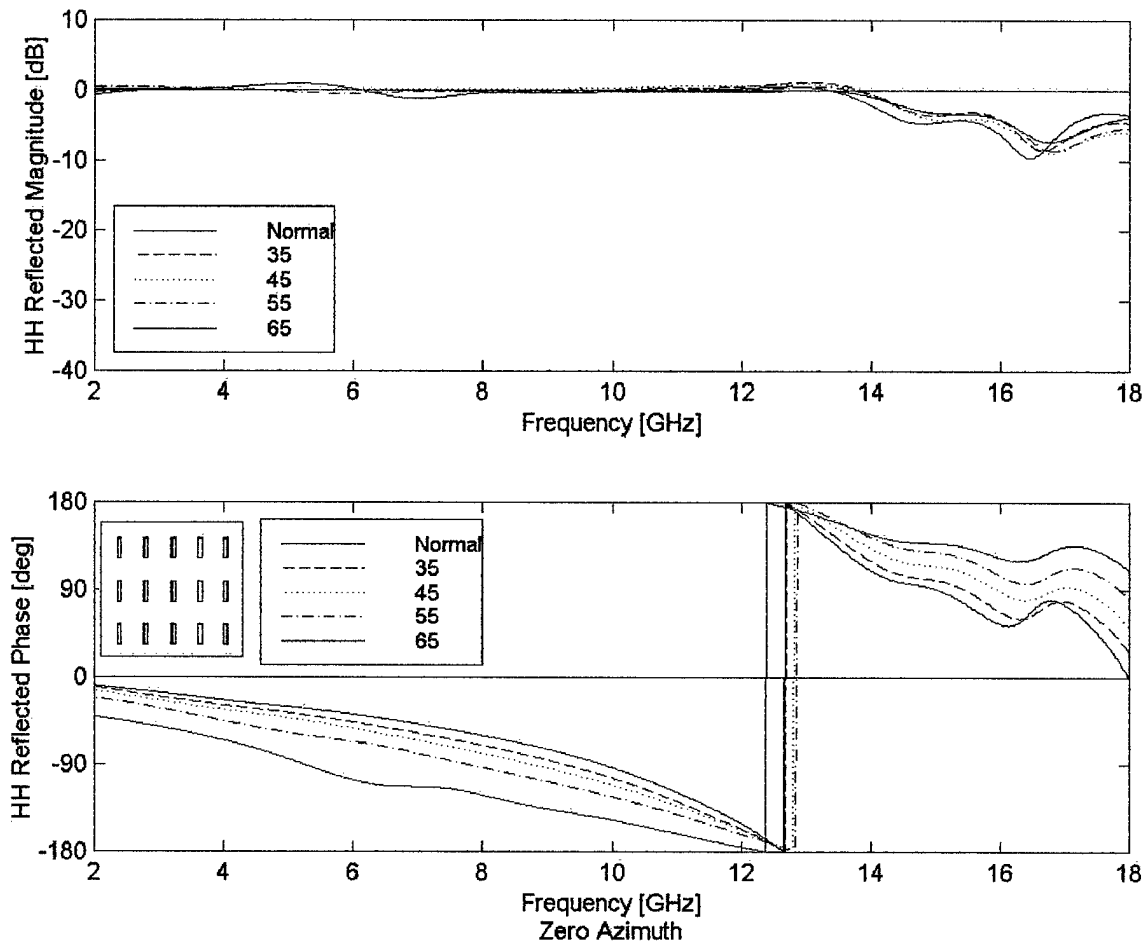 HH Reflected Magnitude [dB]
10
0
-10
-20
-30
-40
Normal
35
45
55
65
2 4 6 8 10 12 14 16 18
Frequency [GHz]
HH Reflected Phase [deg]
180
90
0
-90
-180
Normal
35
45
55
65
2 4 6 8 10 12 14 16 18
Frequency [GHz]
Zero Azimuth